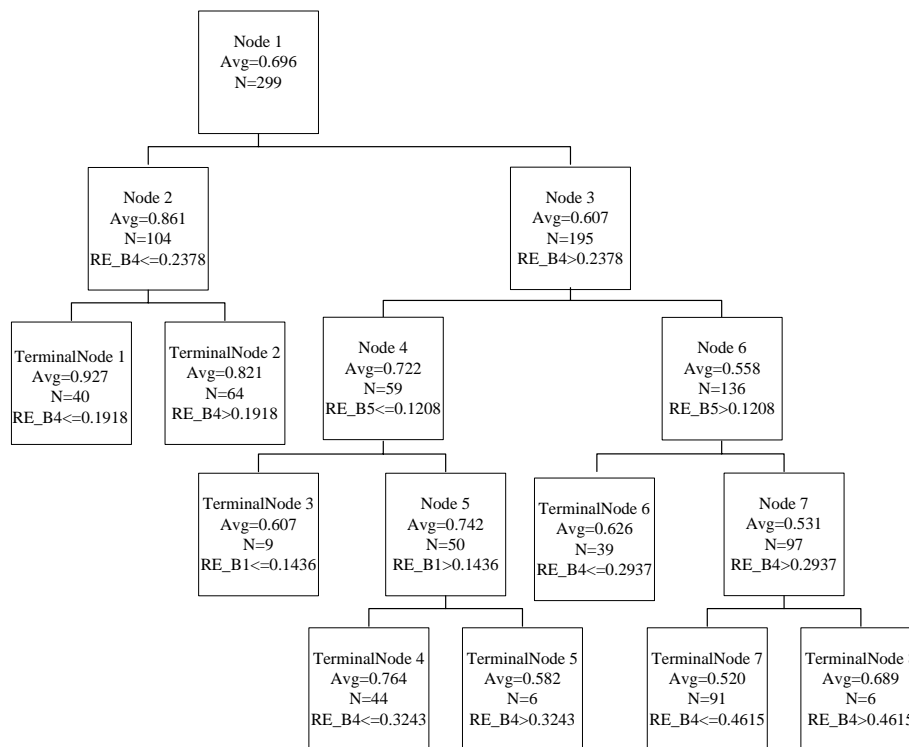 Node 1
Avg=0.696
N=299
Node 2
Avg=0.861
N=104
RE_B4<=0.2378
Node 3
Avg=0.607
N=195
RE_B4>0.2378
TerminalNode 1
Avg=0.927
N=40
RE_B4<=0.1918
TerminalNode 2
Avg=0.821
N=64
RE_B4>0.1918
Node 4
Avg=0.722
N=59
RE_B5<=0.1208
Node 6
Avg=0.558
N=136
RE_B5>0.1208
TerminalNode 3
Avg=0.607
N=9
RE_B1<=0.1436
Node 5
Avg=0.742
N=50
RE_B1>0.1436
TerminalNode 6
Avg=0.626
N=39
RE_B4<=0.2937
Node 7
Avg=0.531
N=97
RE_B4>0.2937
TerminalNode 4
Avg=0.764
N=44
RE_B4<=0.3243
TerminalNode 5
Avg=0.582
N=6
RE_B4>0.3243
TerminalNode 7
Avg=0.520
N=91
RE_B4<=0.4615
TerminalNode
Avg=0.689
N=6
RE_B4>0.4615